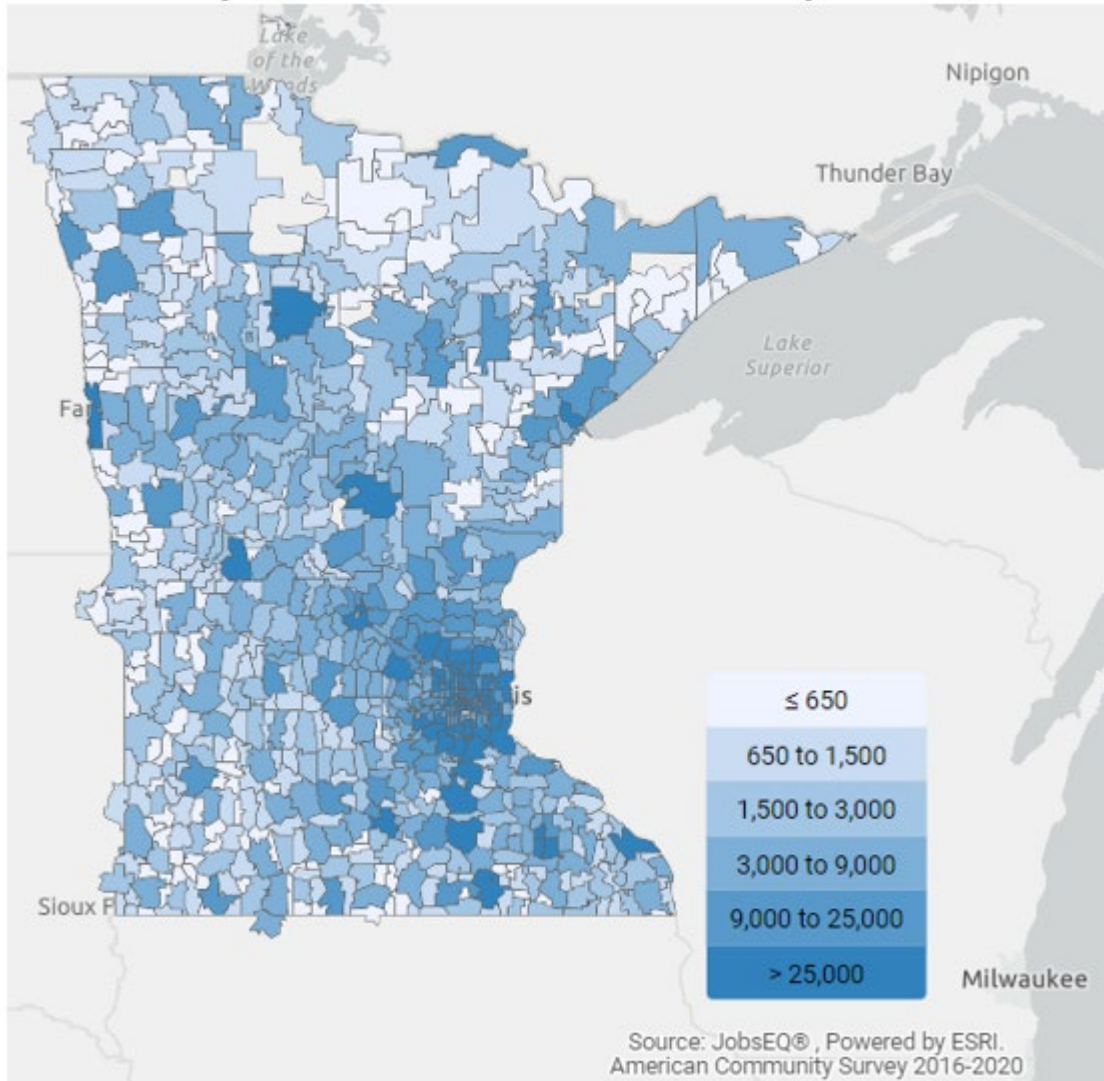 Lake
of the
Woods
Nipigon
Thunder Bay
Lake
Superior
Far
is
≤ 650
650 to 1,500
1,500 to 3,000
3,000 to 9,000
9,000 to 25,000
> 25,000
Sioux F
Milwaukee
Source: JobsEQ® , Powered by ESRI.
American Community Survey 2016-2020